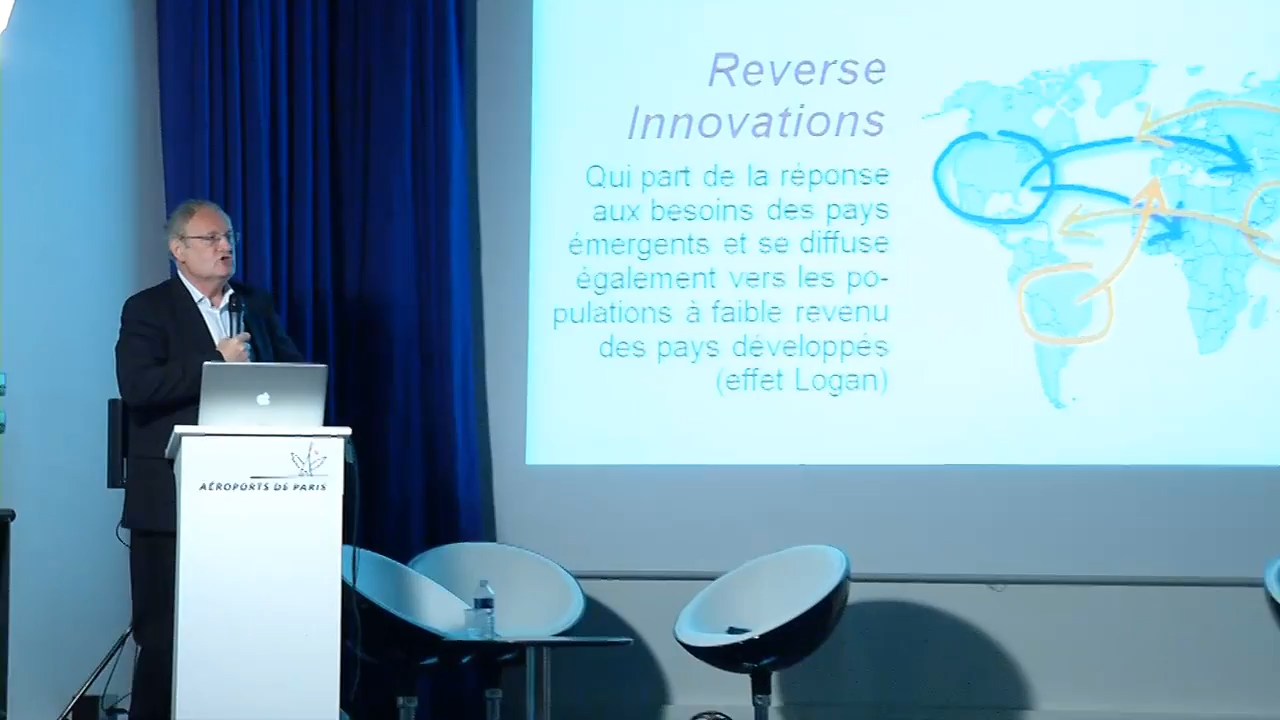 Reverse
Innovations
Qui part de la réponse
aux besoins des pays
émergents et se diffuse
également vers les po-
pulations à faible revenu
des pays développés
(effet Logan)
AÉROPORTS DE PARIS